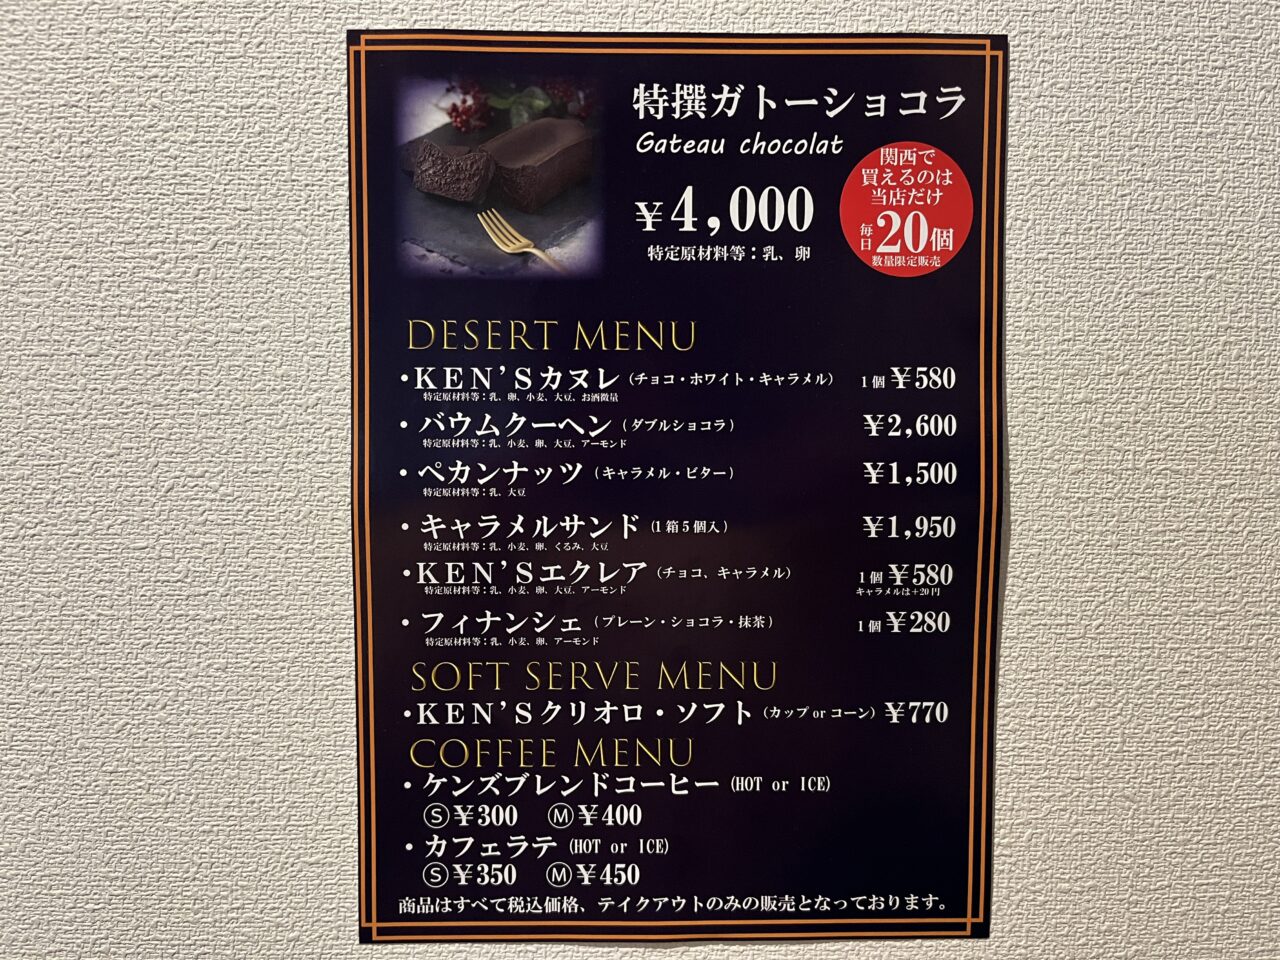 特撰ガトーショコラ
Gateau chocolat
￥4,000
特定原材料等：乳、卵
関西で
買えるのは
当店だけ
毎日20個
数量限定販売
DESERT MENU
・KEN'Sカヌレ（チョコ・ホワイト・キャラメル） 1個￥580
特定原材料等：乳、卵、小麦、大豆、お酒微量
・バウムクーヘン（ダブルショコラ） ￥2,600
特定原材料等：乳、小麦、卵、大豆、アーモンド
・ペカンナッツ（キャラメル・ビター） ￥1,500
特定原材料等：乳、大豆
・キャラメルサンド（1箱5個入） ￥1,950
特定原材料等：乳、小麦、卵、くるみ、大豆
・KEN'Sエクレア（チョコ、キャラメル） 1個￥580
特定原材料等：乳、小麦、卵、大豆、アーモンド キャラメルは＋20円
・フィナンシェ（プレーン・ショコラ・抹茶） 1個￥280
特定原材料等：乳、小麦、卵、アーモンド
SOFT SERVE MENU
・KEN'Sクリオロ・ソフト（カップorコーン）￥770
COFFEE MENU
・ケンズブレンドコーヒー（HOT or ICE）
Ⓢ￥300 Ⓜ￥400
・カフェラテ（HOT or ICE）
Ⓢ￥350 Ⓜ￥450
商品はすべて税込価格、テイクアウトのみの販売となっております。